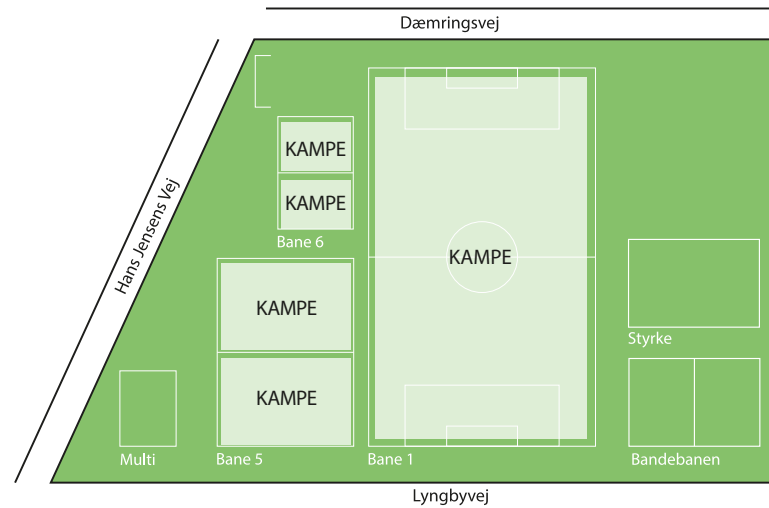 Dæmringsvej
Hans Jensens Vej
KAMPE
KAMPE
Bane 6
KAMPE
KAMPE
Bane 5
KAMPE
Bane 1
Multi
Styrke
Bandebanen
Lyngbyvej